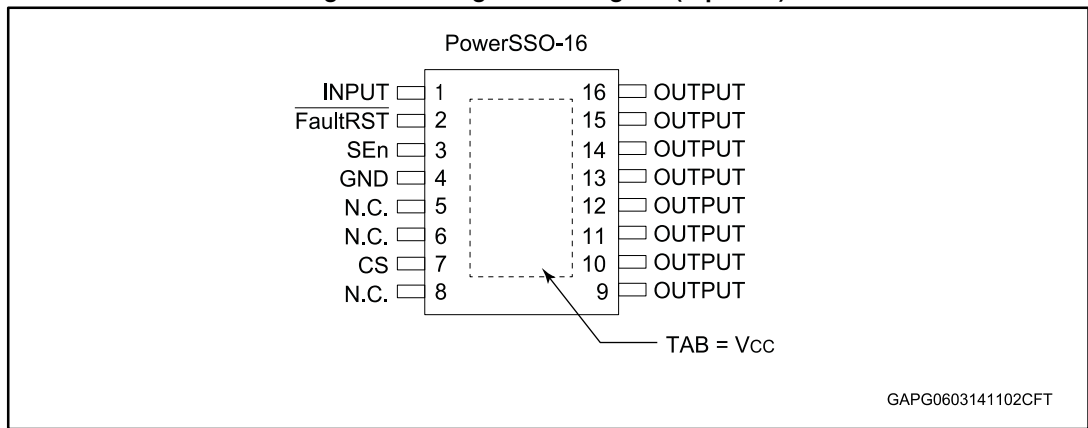 PowerSSO-16
INPUT 1 16 OUTPUT
FaultRST 2 15 OUTPUT
SEn 3 14 OUTPUT
GND 4 13 OUTPUT
N.C. 5 12 OUTPUT
N.C. 6 11 OUTPUT
CS 7 10 OUTPUT
N.C. 8 9 OUTPUT
TAB = Vcc
GAPG0603141102CFT